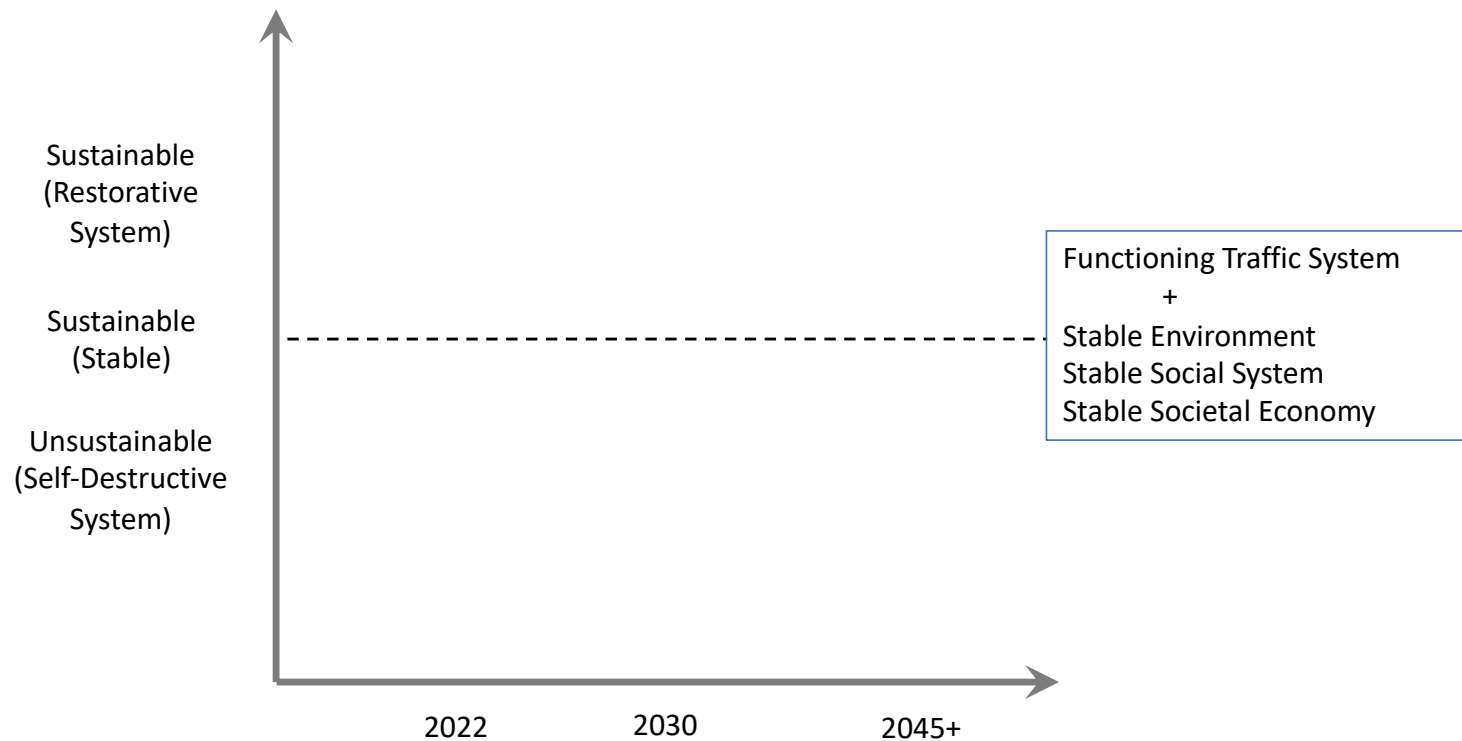 Sustainable
(Restorative
System)
Sustainable
(Stable)
Unsustainable
(Self-Destructive
System)
Functioning Traffic System
+
Stable Environment
Stable Social System
Stable Societal Economy
2022
2030
2045+